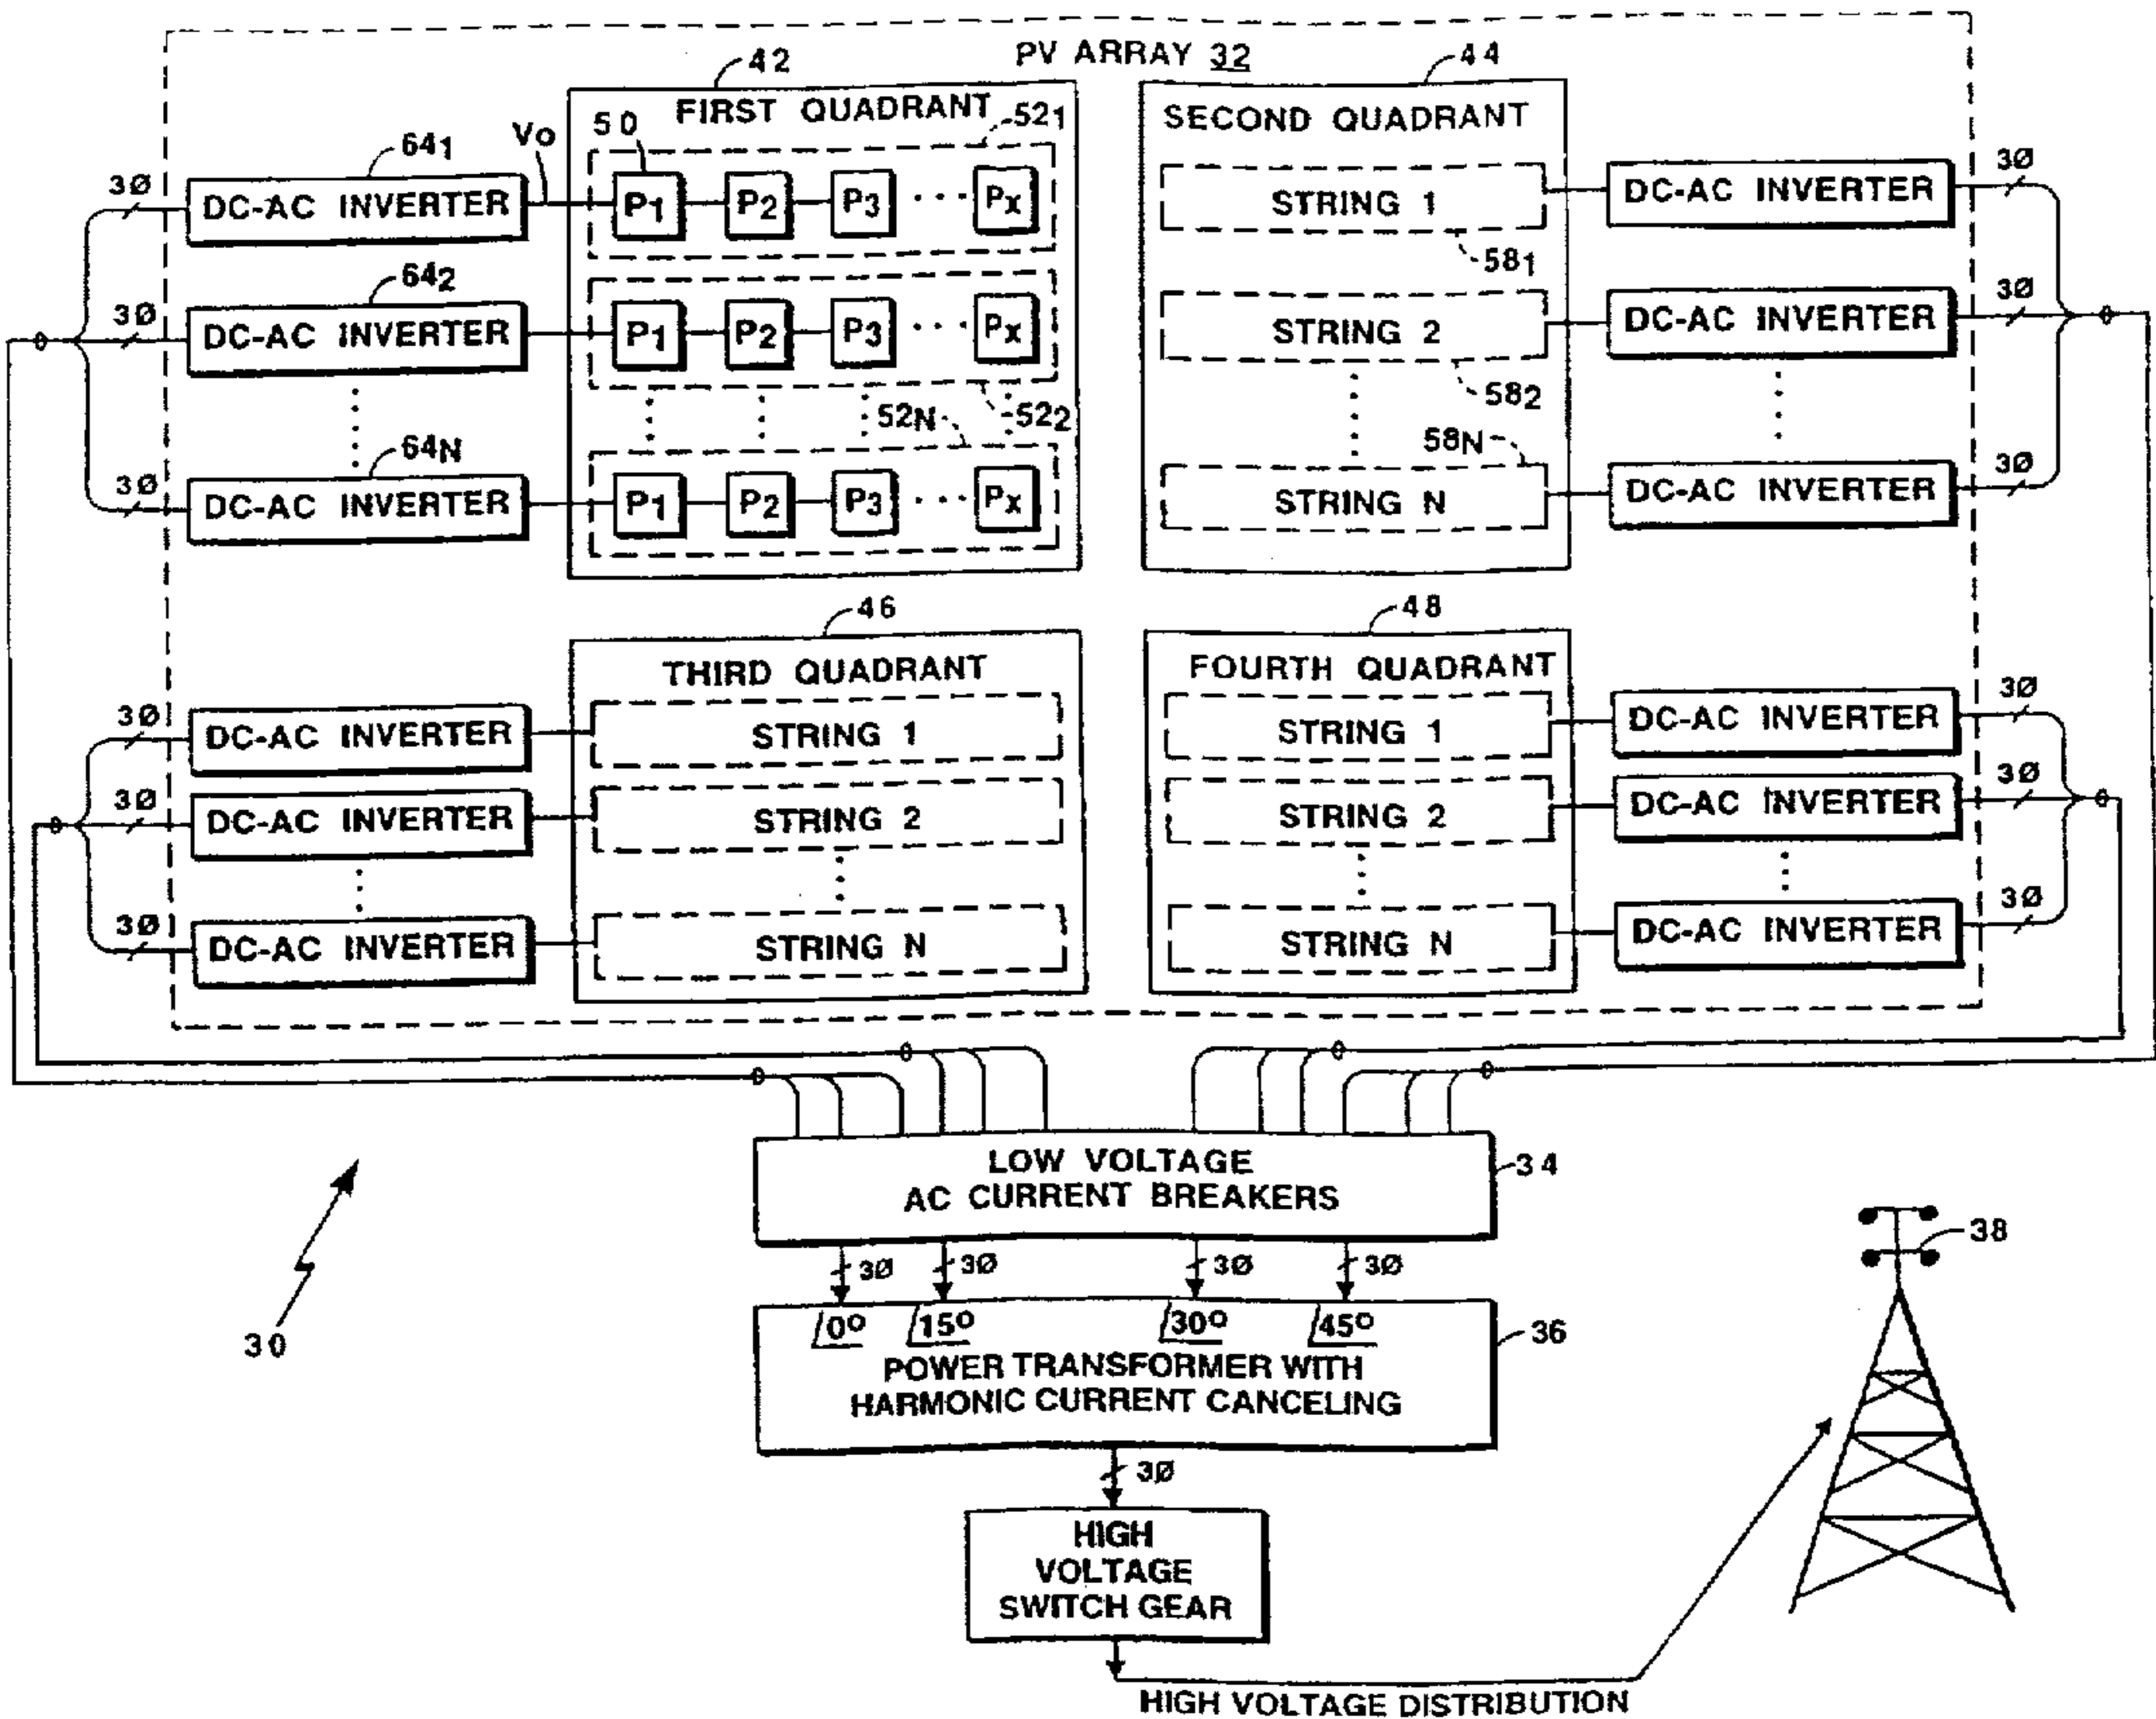 PV ARRAY 32
42
44
FIRST QUADRANT
SECOND QUADRANT
Vo
50
52₁
64₁
3Ø
DC-AC INVERTER
P₁ P₂ P₃ ··· Pₓ
STRING 1
DC-AC INVERTER
3Ø
58₁
64₂
3Ø
DC-AC INVERTER
P₁ P₂ P₃ ··· Pₓ
STRING 2
DC-AC INVERTER
3Ø
52N
52₂
58₂
64N
58N
3Ø
DC-AC INVERTER
P₁ P₂ P₃ ··· Pₓ
STRING N
DC-AC INVERTER
3Ø
46
48
THIRD QUADRANT
FOURTH QUADRANT
3Ø
DC-AC INVERTER
STRING 1
STRING 1
DC-AC INVERTER
3Ø
3Ø
DC-AC INVERTER
STRING 2
STRING 2
DC-AC INVERTER
3Ø
3Ø
DC-AC INVERTER
STRING N
STRING N
DC-AC INVERTER
3Ø
LOW VOLTAGE
AC CURRENT BREAKERS
34
3Ø 3Ø 3Ø 3Ø
38
0° 15° 30° 45°
POWER TRANSFORMER WITH
HARMONIC CURRENT CANCELING
36
30
3Ø
HIGH
VOLTAGE
SWITCH GEAR
HIGH VOLTAGE DISTRIBUTION